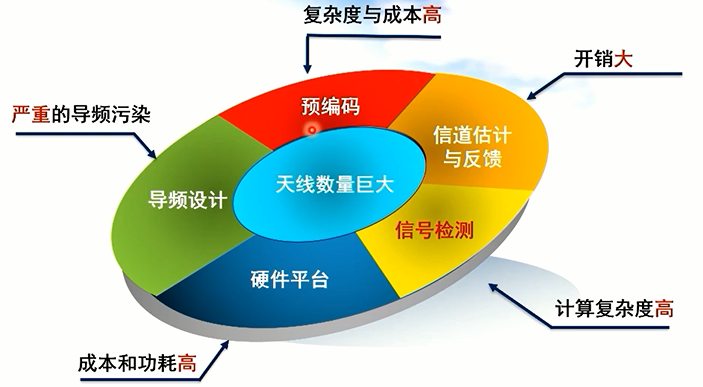 复杂度与成本高
开销大
严重的导频污染
预编码
信道估计
与反馈
天线数量巨大
导频设计
信号检测
硬件平台
计算复杂度高
成本和功耗高